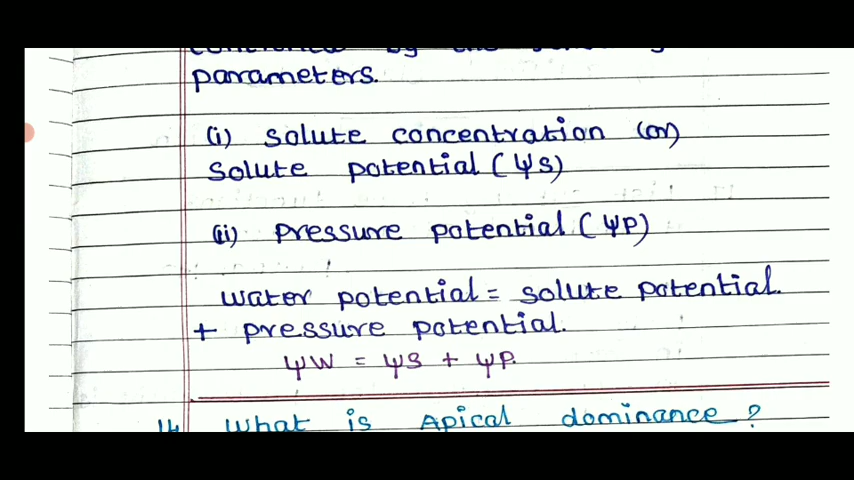 parameters.
(i) Solute concentration (or)
Solute potential (ΨS)
(ii) Pressure potential (ΨP)
Water potential = solute potential.
+ pressure potential.
ΨW = ΨS + ΨP.
14. What is Apical dominance?